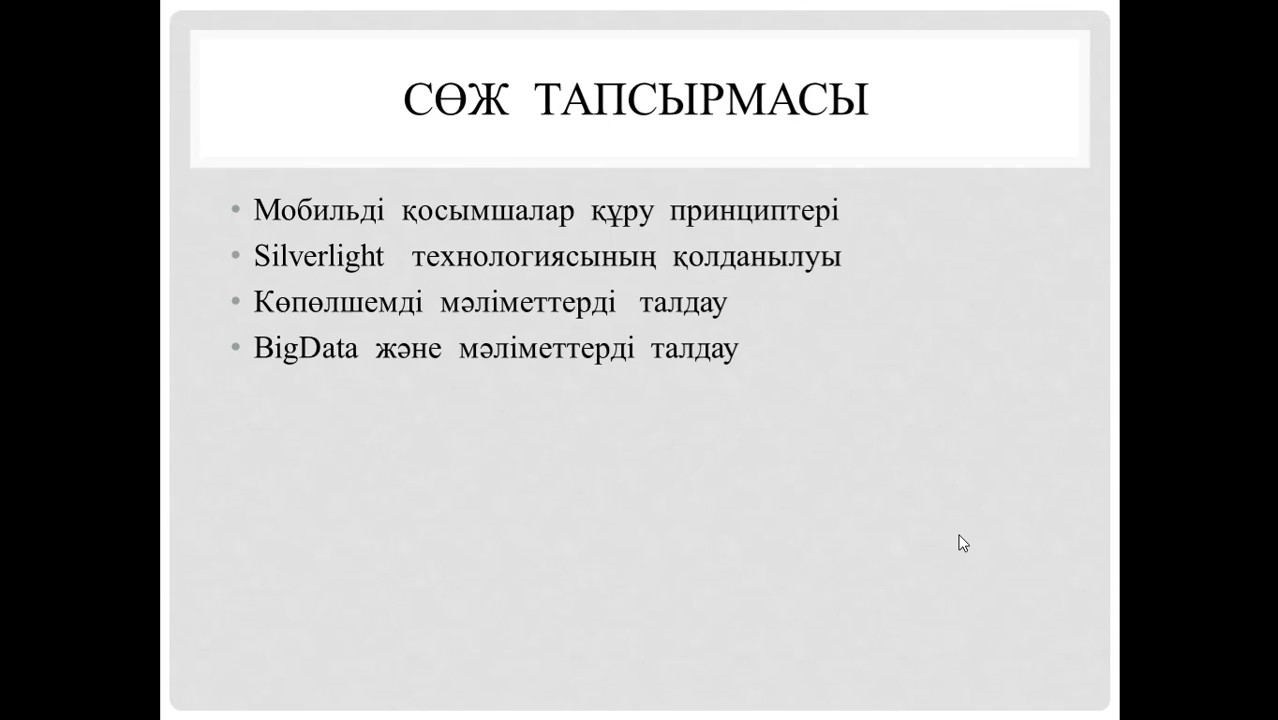 СӨЖ ТАПСЫРМАСЫ
• Мобильді қосымшалар құру принциптері
• Silverlight технологиясының қолданылуы
• Көпөлшемді мәліметтерді талдау
• BigData және мәліметтерді талдау